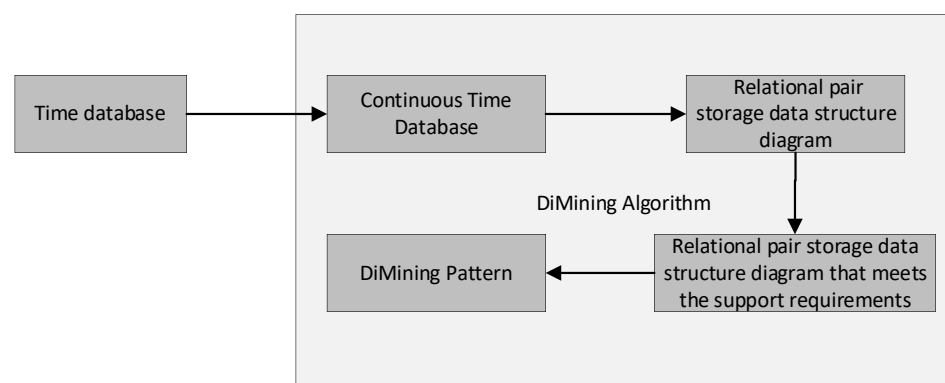 Time database
Continuous Time
Database
Relational pair
storage data structure
diagram
DiMining Algorithm
DiMining Pattern
Relational pair storage data
structure diagram that meets
the support requirements